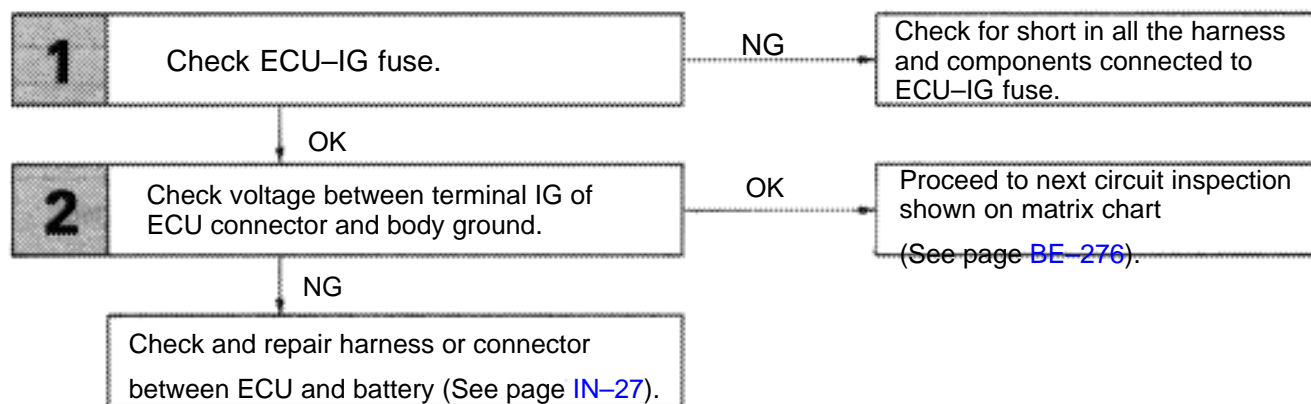 1
Check ECU–IG fuse.
NG
Check for short in all the harness
and components connected to
ECU–IG fuse.
OK
2
Check voltage between terminal IG of
ECU connector and body ground.
OK
Proceed to next circuit inspection
shown on matrix chart
(See page BE–276).
NG
Check and repair harness or connector
between ECU and battery (See page IN–27).